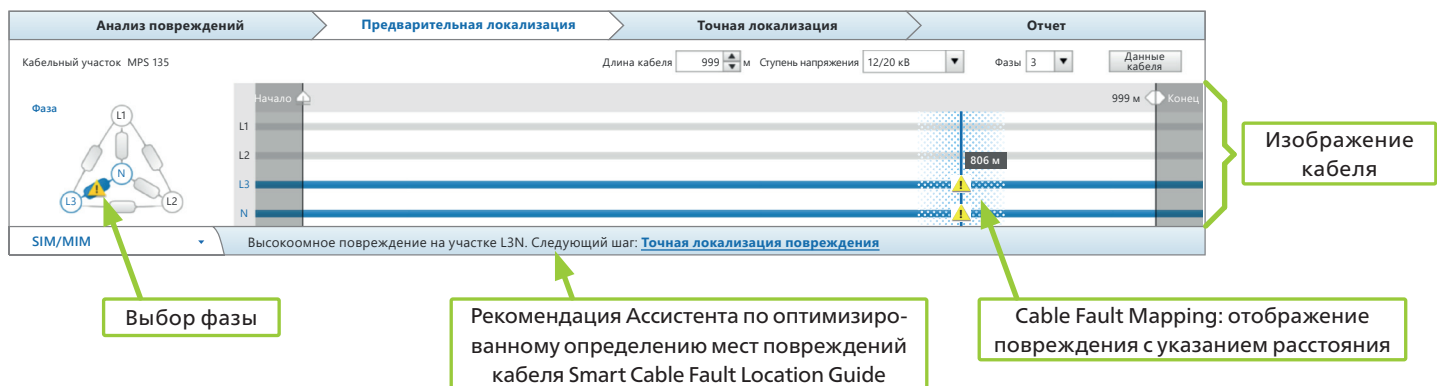 Анализ повреждений Предварительная локализация Точная локализация Отчет
Кабельный участок MPS 135 Длина кабеля 999 м Ступень напряжения 12/20 кВ Фазы 3 Данные
кабеля
Начало 999 м Конец
Фаза
L1
L1
L2
806 м
N
L3
L3 L2
N
SIM/MIM Высокоомное повреждение на участке L3N. Следующий шаг: Точная локализация повреждения
Изображение
кабеля
Выбор фазы
Рекомендация Ассистента по оптимизиро-
ванному определению мест повреждений
кабеля Smart Cable Fault Location Guide
Cable Fault Mapping: отображение
повреждения с указанием расстояния